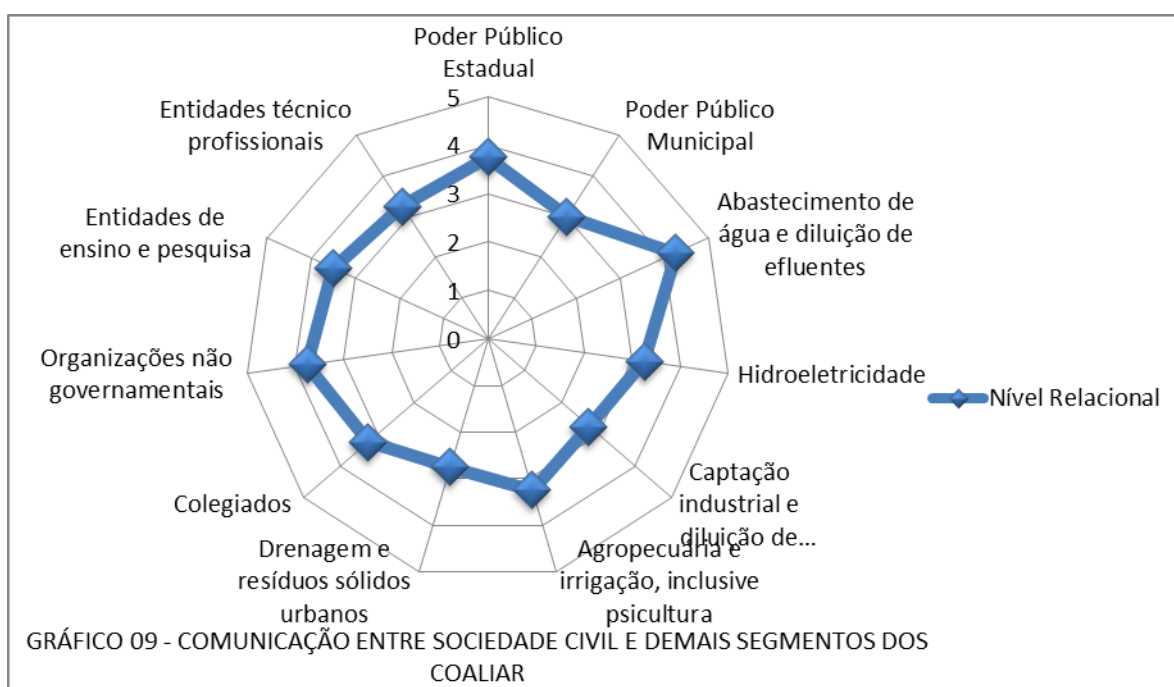 Poder Público
Estadual
Poder Público
Municipal
Abastecimento de
água e diluição de
efluentes
Hidroeletricidade
Captação
industrial e
diluição de...
Agropecuária e
irrigação, inclusive
psicultura
Drenagem e
resíduos sólidos
urbanos
Colegiados
Organizações não
governamentais
Entidades de
ensino e pesquisa
Entidades técnico
profissionais
5
4
3
2
1
0
Nível Relacional
GRÁFICO 09 - COMUNICAÇÃO ENTRE SOCIEDADE CIVIL E DEMAIS SEGMENTOS DOS
COALIAR